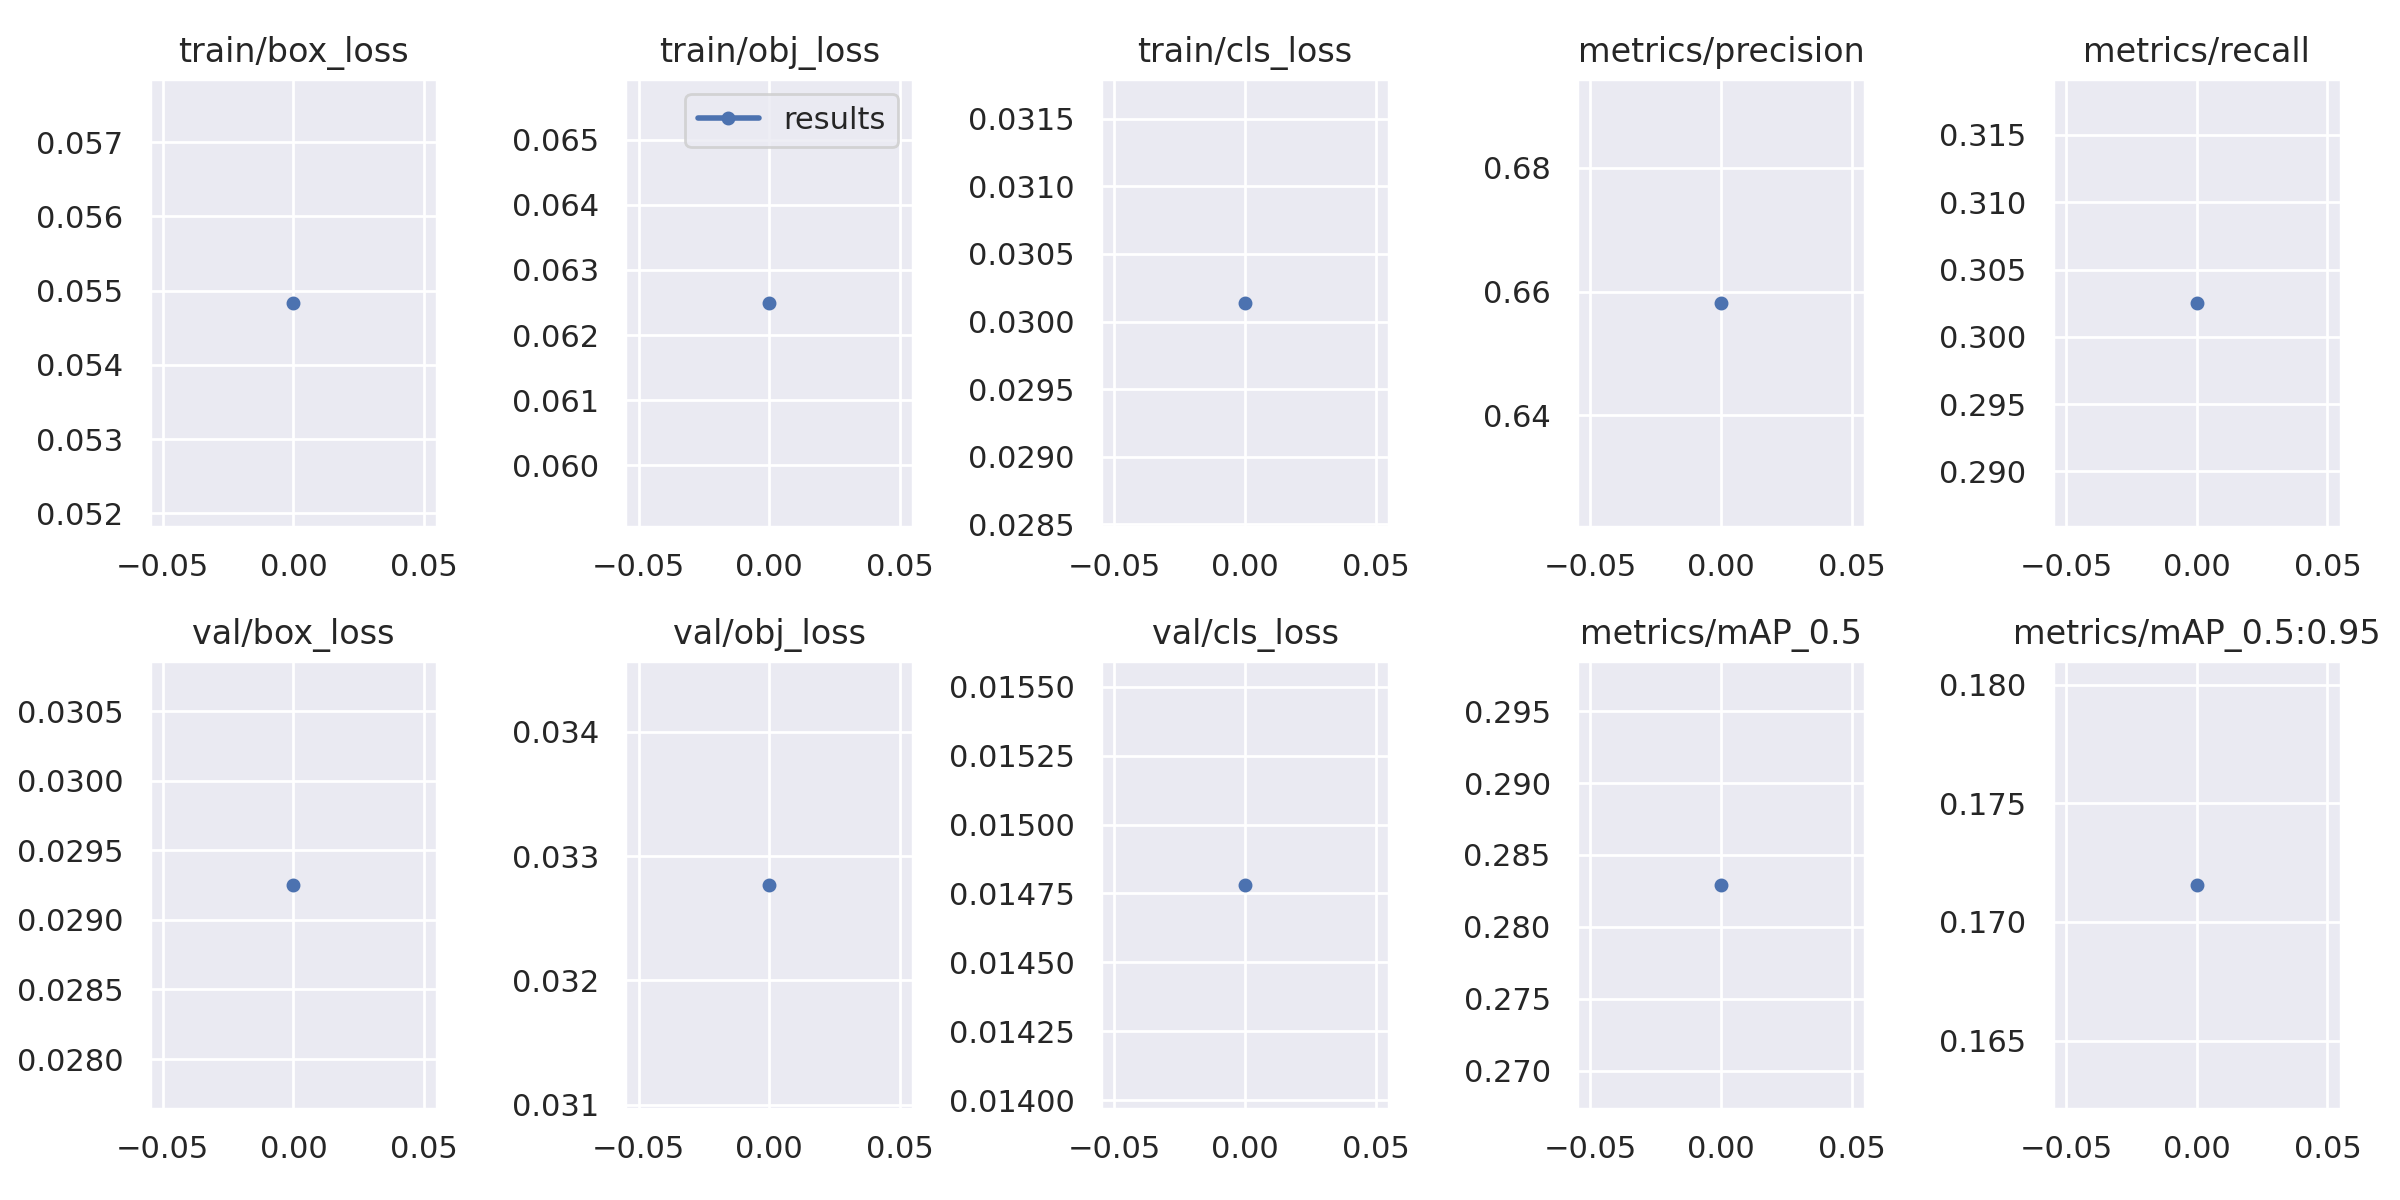 train/box_loss
0.057
0.056
0.055
0.054
0.053
0.052
−0.05 0.00 0.05
train/obj_loss
results
0.065
0.064
0.063
0.062
0.061
0.060
−0.05 0.00 0.05
train/cls_loss
0.0315
0.0310
0.0305
0.0300
0.0295
0.0290
0.0285
−0.05 0.00 0.05
metrics/precision
0.68
0.66
0.64
−0.05 0.00 0.05
metrics/recall
0.315
0.310
0.305
0.300
0.295
0.290
−0.05 0.00 0.05
val/box_loss
0.0305
0.0300
0.0295
0.0290
0.0285
0.0280
−0.05 0.00 0.05
val/obj_loss
0.034
0.033
0.032
0.031
−0.05 0.00 0.05
val/cls_loss
0.01550
0.01525
0.01500
0.01475
0.01450
0.01425
0.01400
−0.05 0.00 0.05
metrics/mAP_0.5
0.295
0.290
0.285
0.280
0.275
0.270
−0.05 0.00 0.05
metrics/mAP_0.5:0.95
0.180
0.175
0.170
0.165
−0.05 0.00 0.05